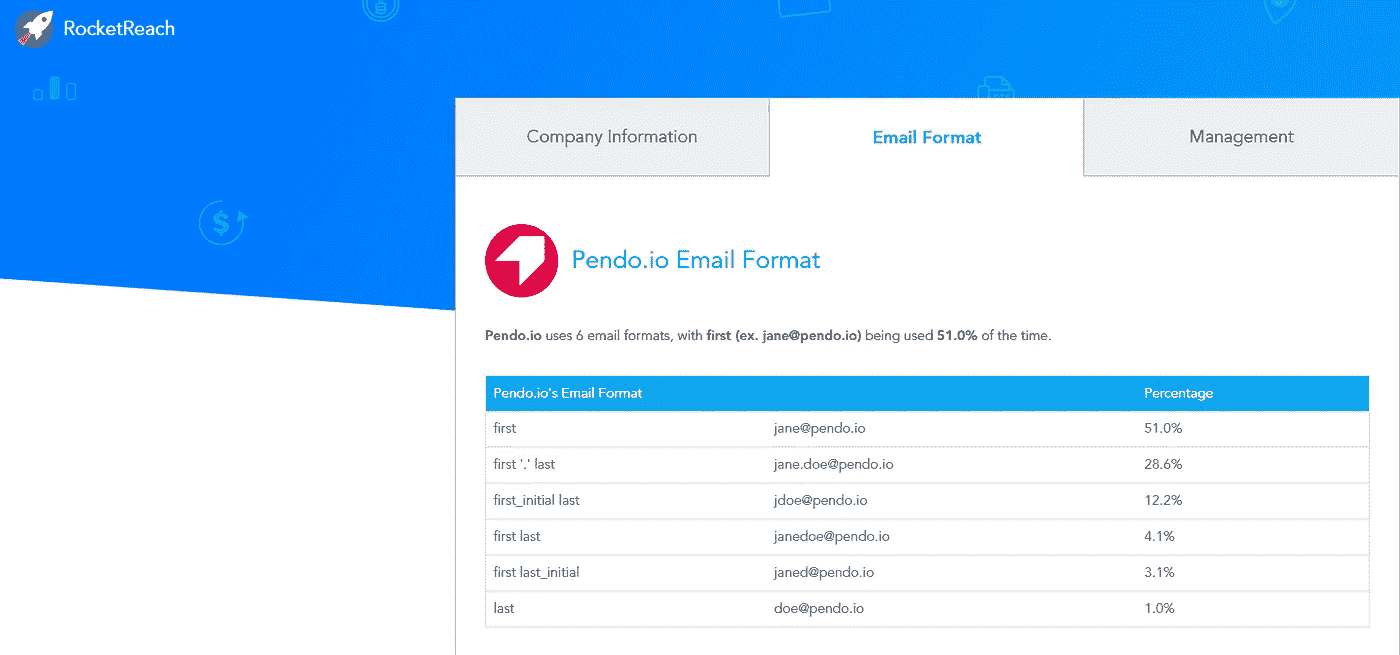 RocketReach
Company Information
Email Format
Management
Pendo.io Email Format
Pendo.io uses 6 email formats, with first (ex. jane@pendo.io) being used 51.0% of the time.
Pendo.io's Email Format Percentage
first jane@pendo.io 51.0%
first '.' last jane.doe@pendo.io 28.6%
first_initial last jdoe@pendo.io 12.2%
first last janedoe@pendo.io 4.1%
first last_initial janed@pendo.io 3.1%
last doe@pendo.io 1.0%